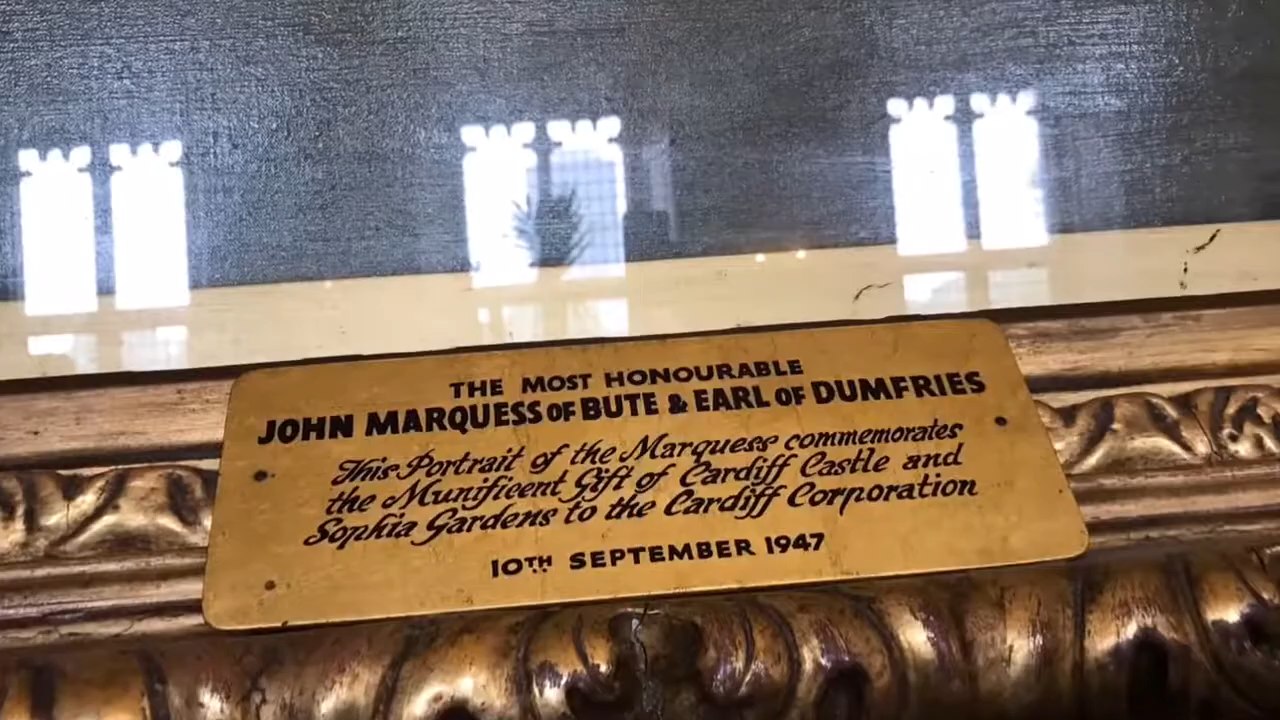 THE MOST HONOURABLE
JOHN MARQUESS OF BUTE & EARL OF DUMFRIES
This Portrait of the Marquess commemorates
the Munificent Gift of Cardiff Castle and
Sophia Gardens to the Cardiff Corporation
10TH SEPTEMBER 1947